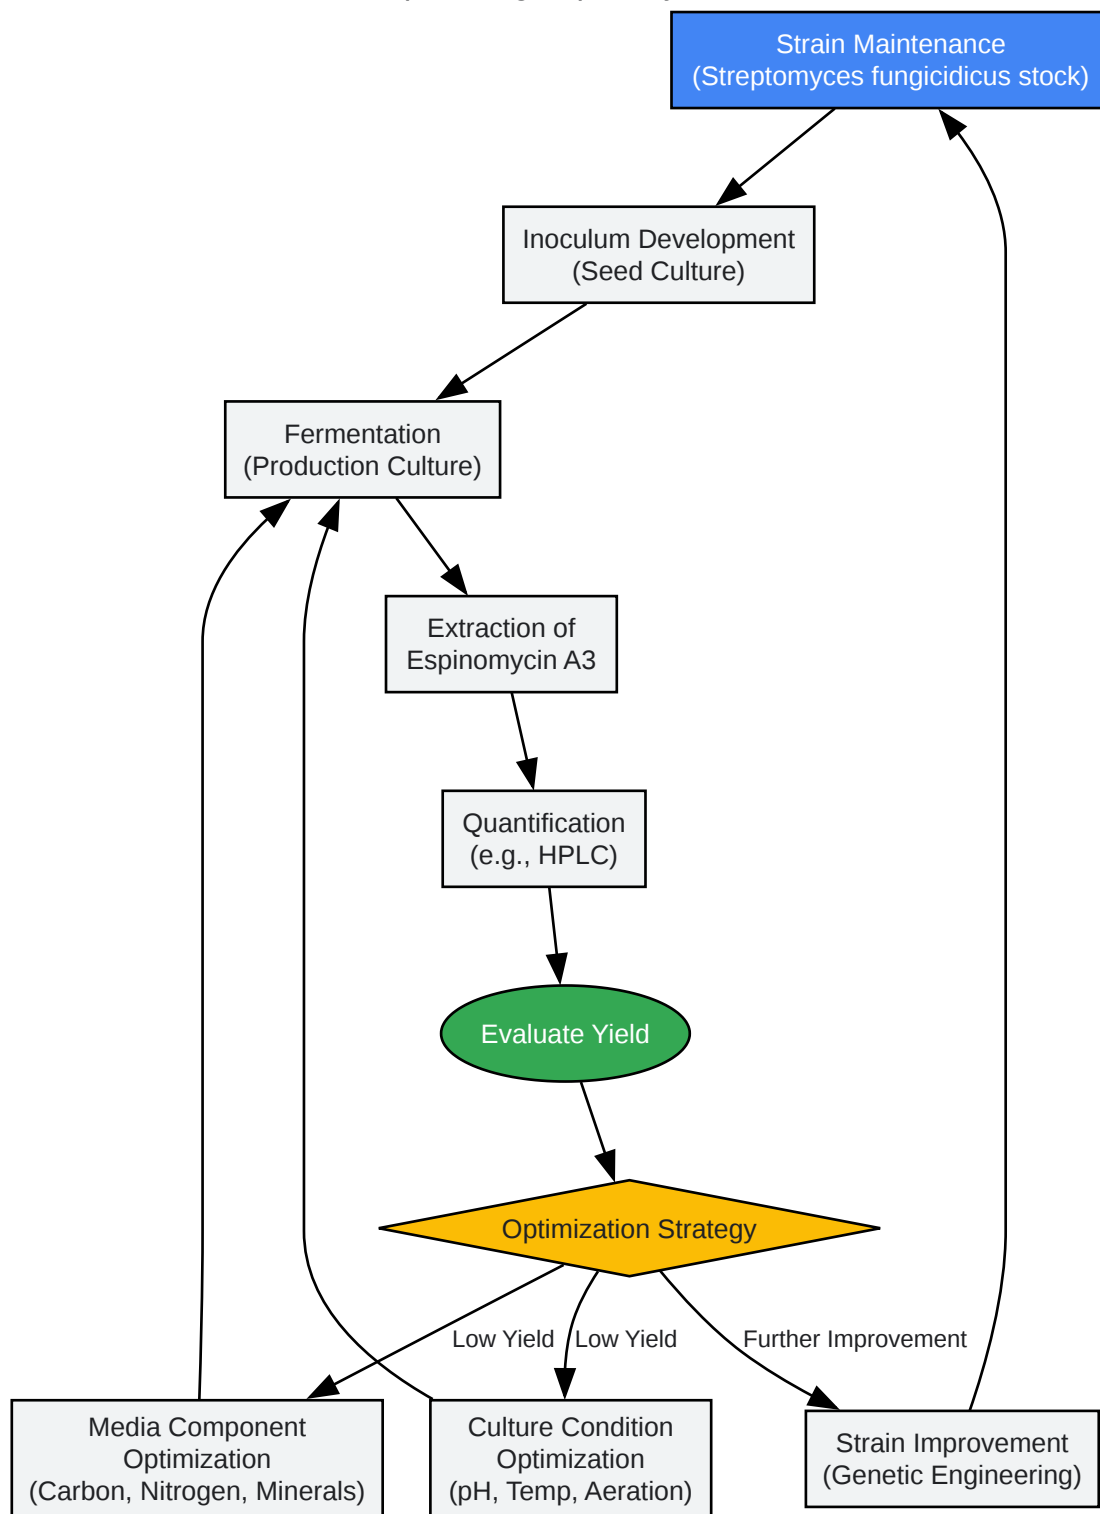 Strain Maintenance
(Streptomyces fungicidicus stock)
Inoculum Development
(Seed Culture)
Fermentation
(Production Culture)
Extraction of
Espinomycin A3
Quantification
(e.g., HPLC)
Evaluate Yield
Optimization Strategy
Low Yield
Low Yield
Further Improvement
Media Component
Optimization
(Carbon, Nitrogen, Minerals)
Culture Condition
Optimization
(pH, Temp, Aeration)
Strain Improvement
(Genetic Engineering)